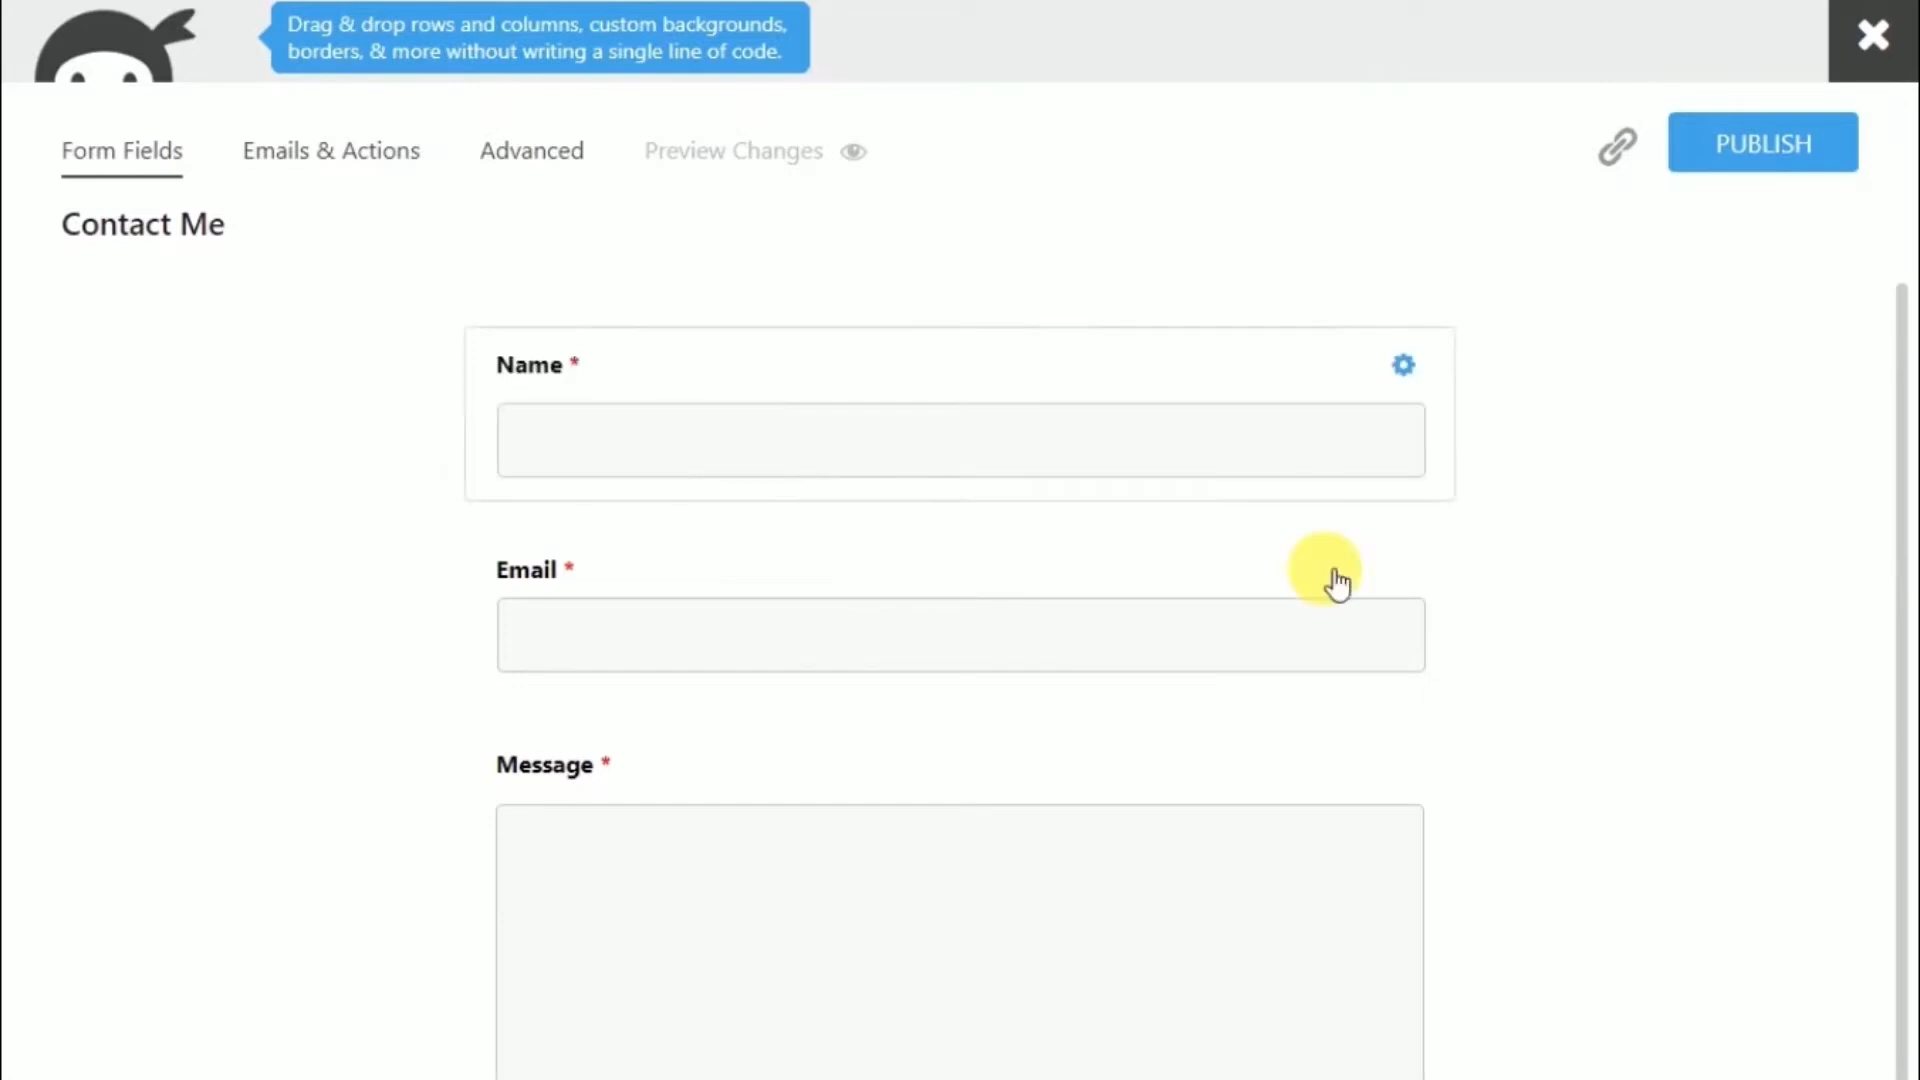 Drag & drop rows and columns, custom backgrounds,
borders, & more without writing a single line of code.
Form Fields
Emails & Actions
Advanced
Preview Changes
PUBLISH
Contact Me
Name *
Email *
Message *